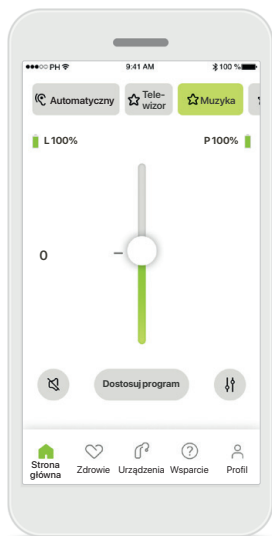 PH 9:41 AM 100 %
Automatyczny Tele-
wizor Muzyka
L 100% P 100%
0
Dostosuj program
Strona
główna Zdrowie Urządzenia Wsparcie Profil